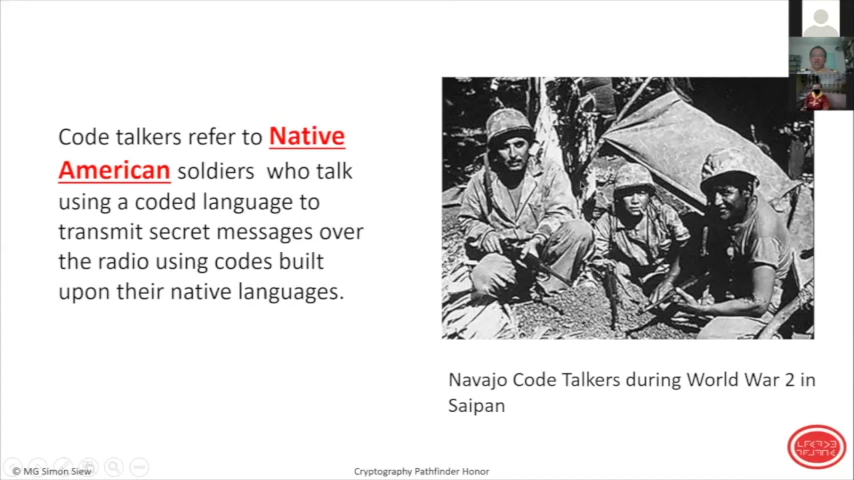 Code talkers refer to Native
American soldiers who talk
using a coded language to
transmit secret messages over
the radio using codes built
upon their native languages.
Navajo Code Talkers during World War 2 in
Saipan
© MG Simon Siew
Cryptography Pathfinder Honor